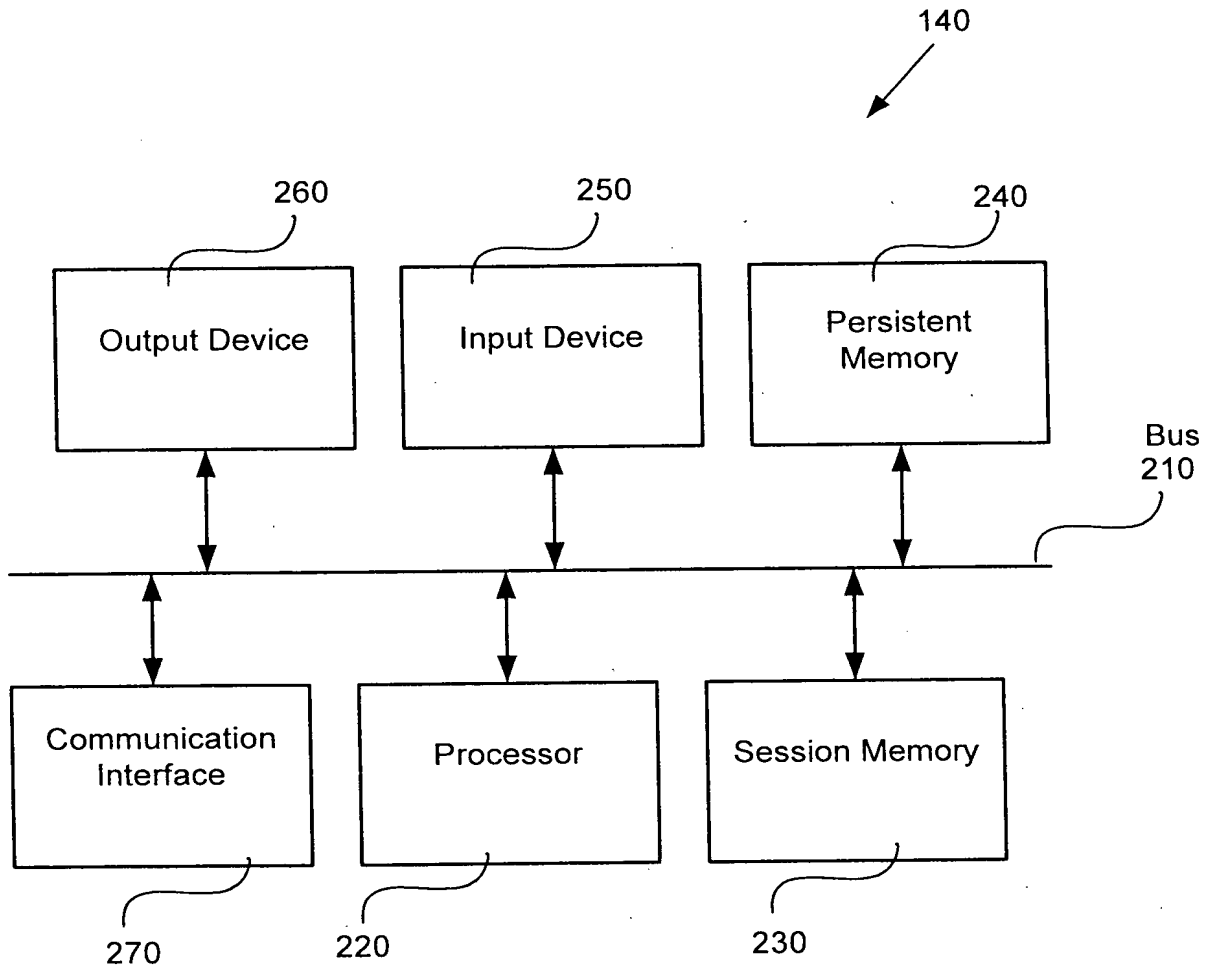 140
260
250
240
Output Device
Input Device
Persistent
Memory
Bus
210
Communication
Interface
Processor
Session Memory
270
220
230